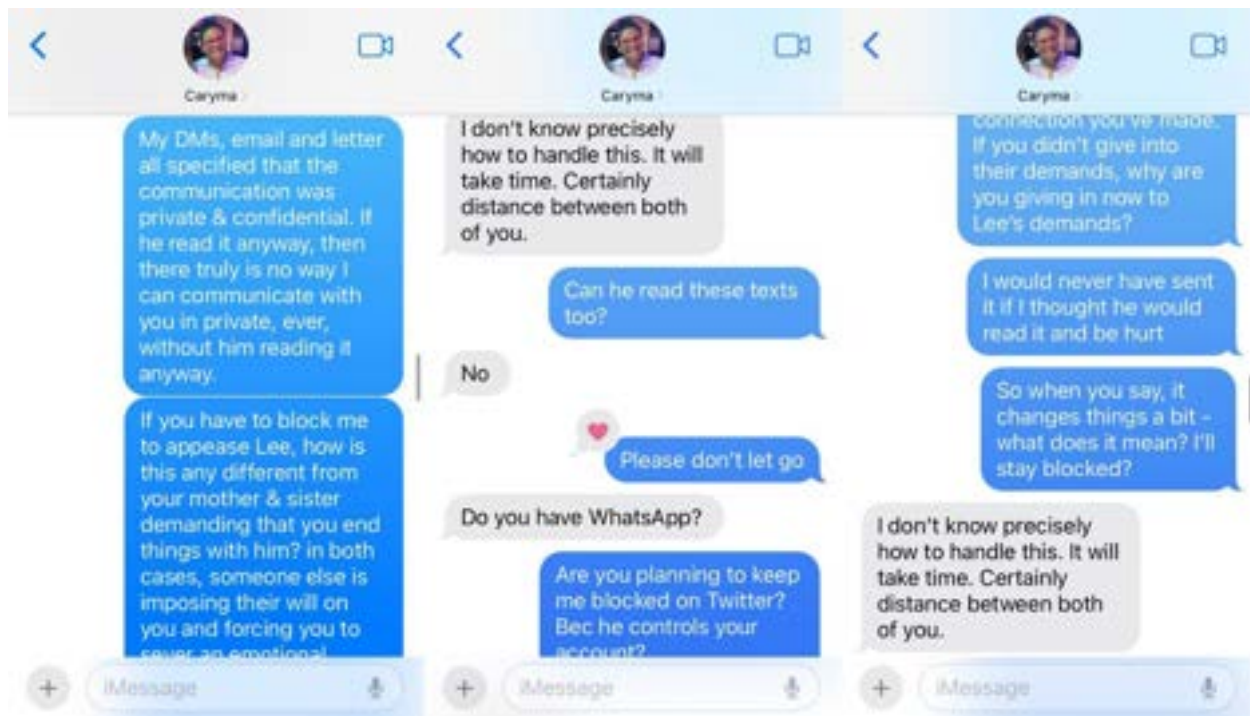 Caryma
My DMs, email and letter
all specified that the
communication was
private & confidential. If
he read it anyway, then
there truly is no way I
can communicate with
you in private, ever,
without him reading it
anyway.
If you have to block me
to appease Lee, how is
this any different from
your mother & sister
demanding that you end
things with him? in both
cases, someone else is
imposing their will on
you and forcing you to
sever an emotional
iMessage
Caryma
I don't know precisely
how to handle this. It will
take time. Certainly
distance between both
of you.
Can he read these texts
too?
No
Please don't let go
Do you have WhatsApp?
Are you planning to keep
me blocked on Twitter?
Bec he controls your
account?
iMessage
Caryma
connection you've made.
If you didn't give into
their demands, why are
you giving in now to
Lee's demands?
I would never have sent
it if I thought he would
read it and be hurt
So when you say, it
changes things a bit -
what does it mean? I'll
stay blocked?
I don't know precisely
how to handle this. It will
take time. Certainly
distance between both
of you.
iMessage